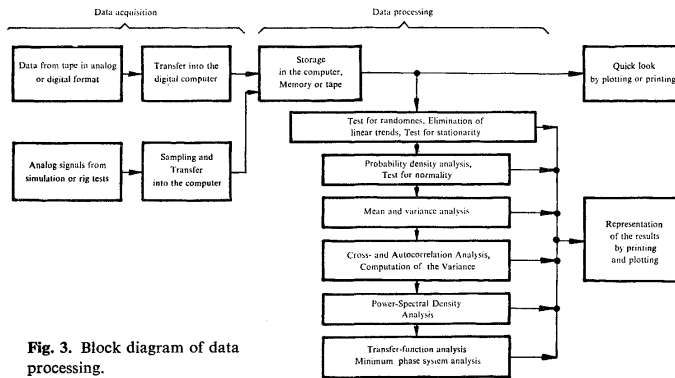 Data acquisition
Data processing
Data from tape in analog
or digital format
Transfer into the
digital computer
Storage
in the computer,
Memory or tape
Quick look
by plotting or printing
Analog signals from
simulation or rig tests
Sampling and
Transfer
into the computer
Test for randomnes, Elimination of
linear trends, Test for stationarity
Probability density analysis,
Test for normality
Mean and variance analysis
Cross- and Autocorrelation Analysis,
Computation of the Variance
Power-Spectral Density
Analysis
Transfer-function analysis
Minimum phase system analysis
Representation
of the results
by printing
and plotting
Fig. 3. Block diagram of data
processing.